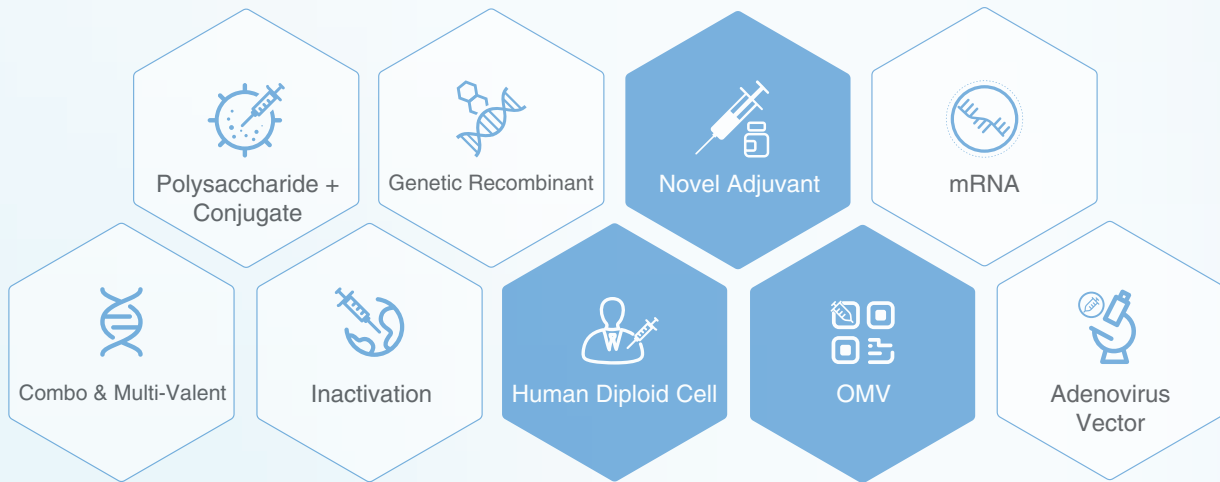 Polysaccharide +
Conjugate
Genetic Recombinant
Novel Adjuvant
mRNA
Combo & Multi-Valent
Inactivation
Human Diploid Cell
OMV
Adenovirus
Vector